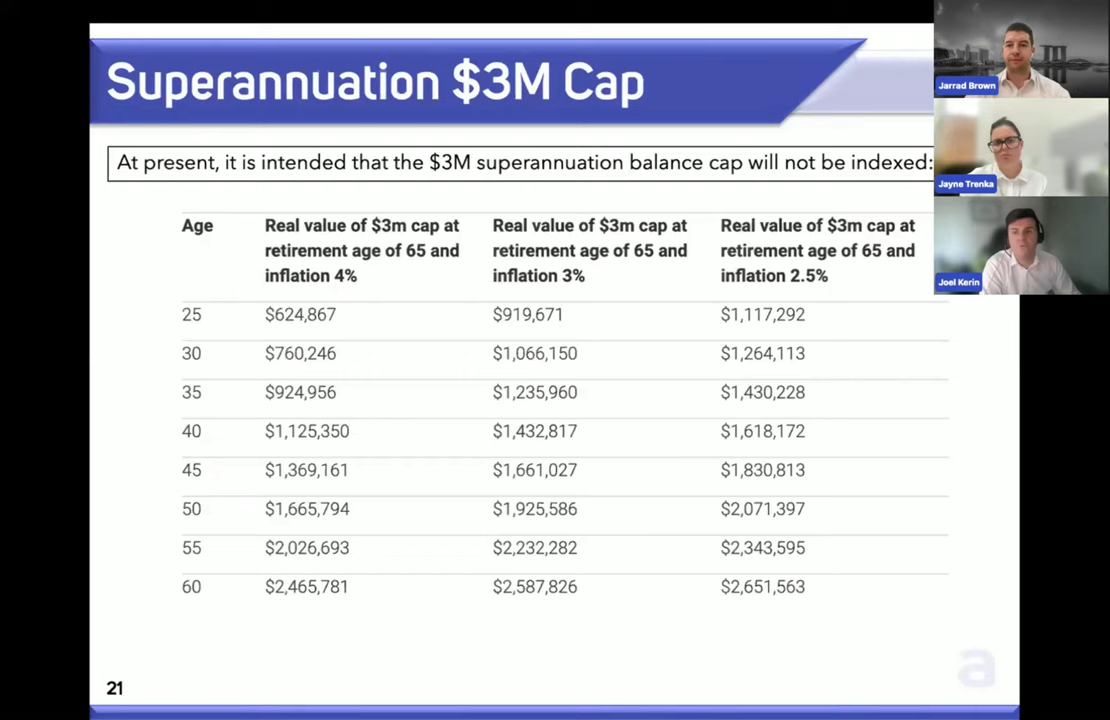 Superannuation $3M Cap
Jarrad Brown
At present, it is intended that the $3M superannuation balance cap will not be indexed:
Jayne Trenka
Age Real value of $3m cap at retirement age of 65 and inflation 4% Real value of $3m cap at retirement age of 65 and inflation 3% Real value of $3m cap at retirement age of 65 and inflation 2.5%
Joel Kerin
25 $624,867 $919,671 $1,117,292
30 $760,246 $1,066,150 $1,264,113
35 $924,956 $1,235,960 $1,430,228
40 $1,125,350 $1,432,817 $1,618,172
45 $1,369,161 $1,661,027 $1,830,813
50 $1,665,794 $1,925,586 $2,071,397
55 $2,026,693 $2,232,282 $2,343,595
60 $2,465,781 $2,587,826 $2,651,563
a
21